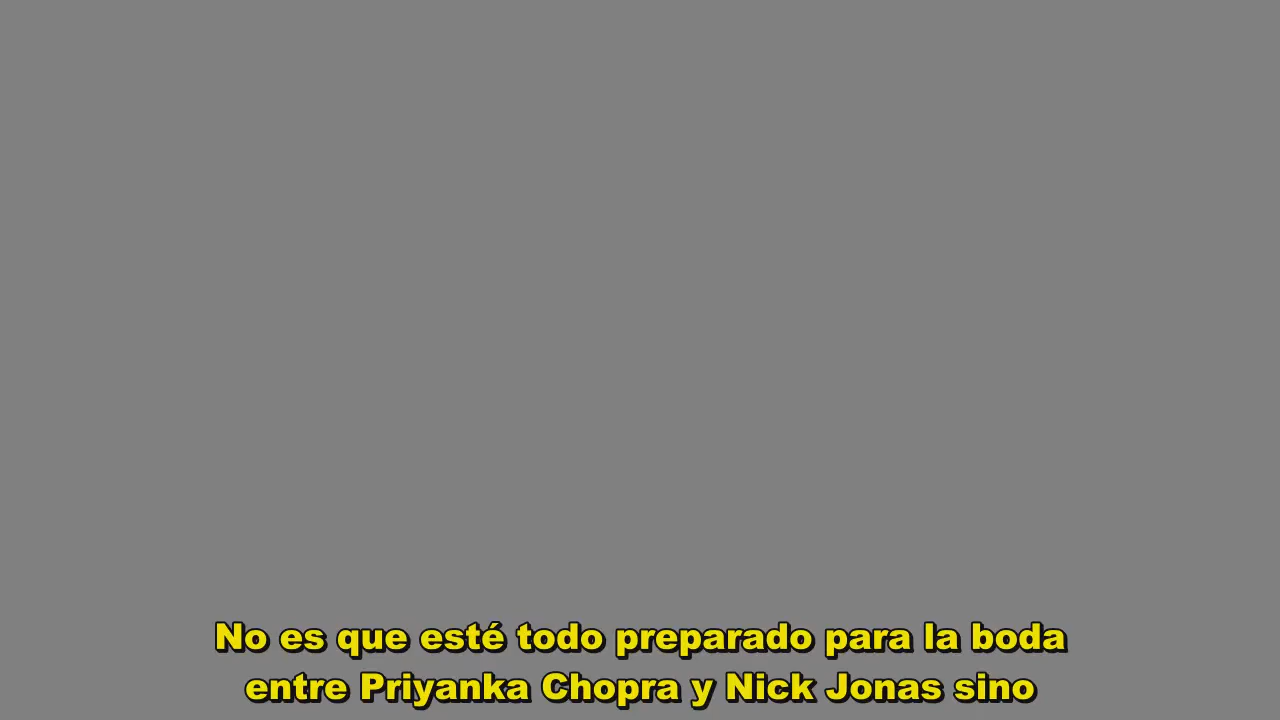 No es que esté todo preparado para la boda
entre Priyanka Chopra y Nick Jonas sino